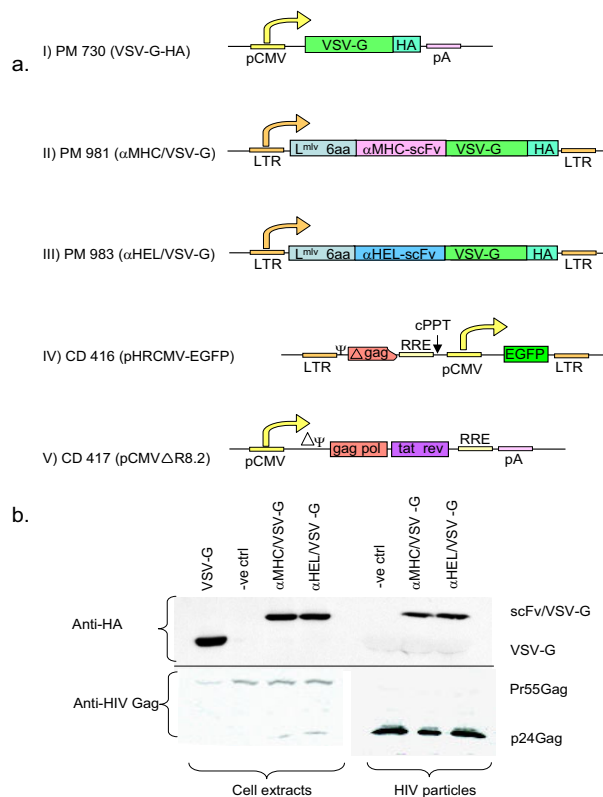 a.
I) PM 730 (VSV-G-HA)
pCMV
VSV-G
HA
pA
II) PM 981 (αMHC/VSV-G)
LTR
Lᵐˡᵛ 6aa
αMHC-scFv
VSV-G
HA
LTR
III) PM 983 (αHEL/VSV-G)
LTR
Lᵐˡᵛ 6aa
αHEL-scFv
VSV-G
HA
LTR
IV) CD 416 (pHRCMV-EGFP)
LTR
Ψ
△gag
RRE
cPPT
pCMV
EGFP
LTR
V) CD 417 (pCMV△R8.2)
pCMV
△Ψ
gag pol
tat rev
RRE
pA
b.
VSV-G
-ve ctrl
αMHC/VSV-G
αHEL/VSV -G
-ve ctrl
αMHC/VSV -G
αHEL/VSV -G
Anti-HA
scFv/VSV-G
VSV-G
Anti-HIV Gag
Pr55Gag
p24Gag
Cell extracts
HIV particles